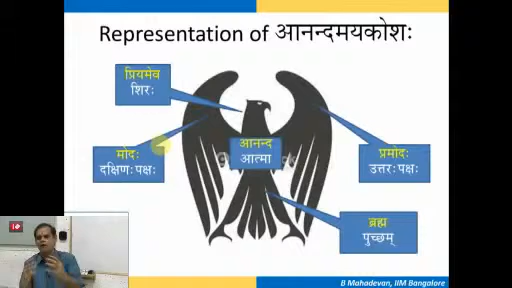 Representation of आनन्दमयकोशः
प्रियमेव
शिरः
मोदः
दक्षिणः पक्षः
आनन्द
आत्मा
प्रमोदः
उत्तरः पक्षः
ब्रह्म
पुच्छम्
B Mahadevan, IIM Bangalore